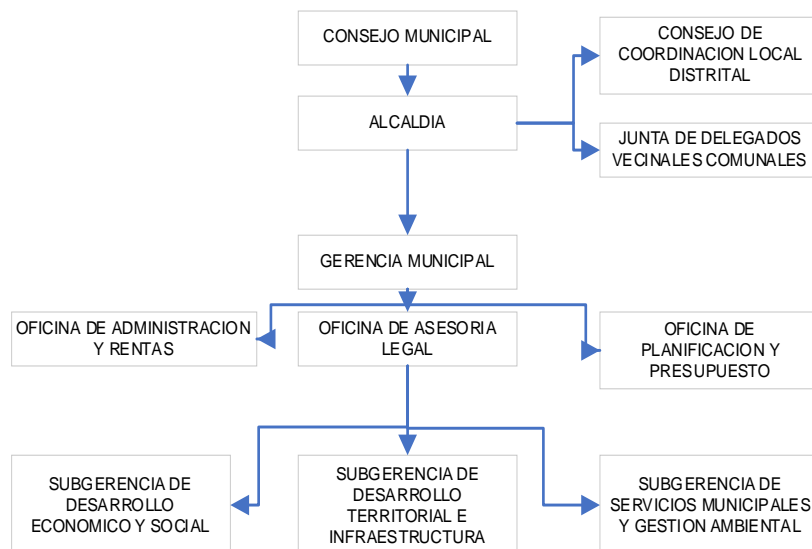 CONSEJO MUNICIPAL
CONSEJO DE
COORDINACION LOCAL
DISTRITAL
ALCALDIA
JUNTA DE DELEGADOS
VECINALES COMUNALES
GERENCIA MUNICIPAL
OFICINA DE ADMINISTRACION
Y RENTAS
OFICINA DE ASESORIA
LEGAL
OFICINA DE
PLANIFICACION Y
PRESUPUESTO
SUBGERENCIA DE
DESARROLLO
ECONOMICO Y SOCIAL
SUBGERENCIA DE
DESARROLLO
TERRITORIAL E
INFRAESTRUCTURA
SUBGERENCIA DE
SERVICIOS MUNICIPALES
Y GESTION AMBIENTAL